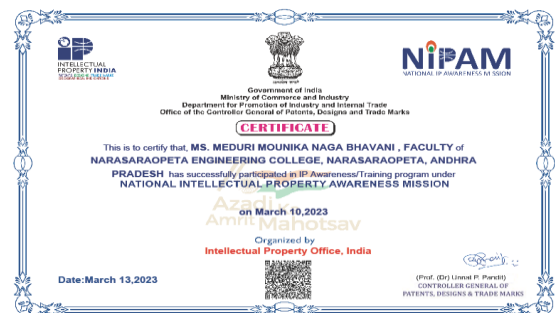 INTELLECTUAL
PROPERTY INDIA
NiPAM
NATIONAL IP AWARENESS MISSION
Government of India
Ministry of Commerce and Industry
Department for Promotion of Industry and Internal Trade
Office of the Controller General of Patents, Designs and Trade Marks
CERTIFICATE
This is to certify that, MS. MEDURI MOUNIKA NAGA BHAVANI , FACULTY of
NARASARAOPETA ENGINEERING COLLEGE, NARASARAOPETA, ANDHRA
PRADESH has successfully participated in IP Awareness/Training program under
NATIONAL INTELLECTUAL PROPERTY AWARENESS MISSION
Azadi Ka
Amrit Mahotsav
on March 10,2023
Organized by
Intellectual Property Office, India
Date:March 13,2023
(Prof. (Dr) Unnat P. Pandit)
CONTROLLER GENERAL OF
PATENTS, DESIGNS & TRADE MARKS